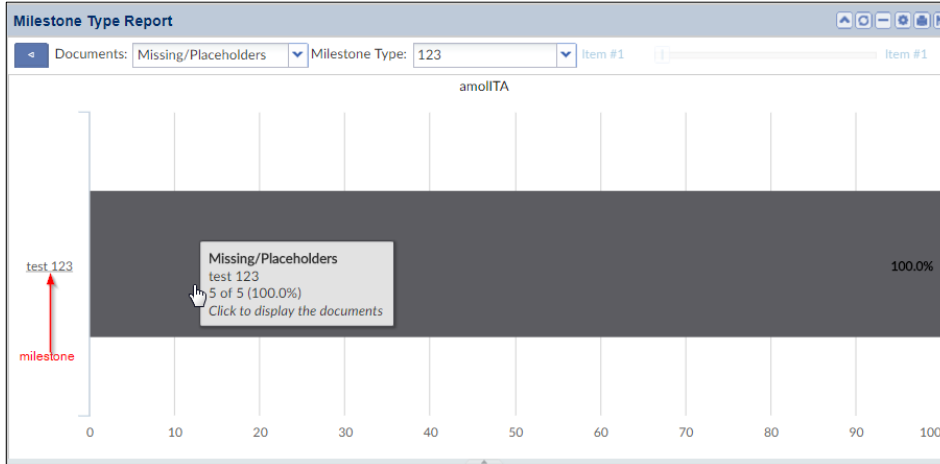 Milestone Type Report
Documents: Missing/Placeholders Milestone Type: 123 Item #1 Item #1
amolITA
test 123
Missing/Placeholders
test 123
5 of 5 (100.0%)
Click to display the documents
100.0%
milestone
0 10 20 30 40 50 60 70 80 90 100